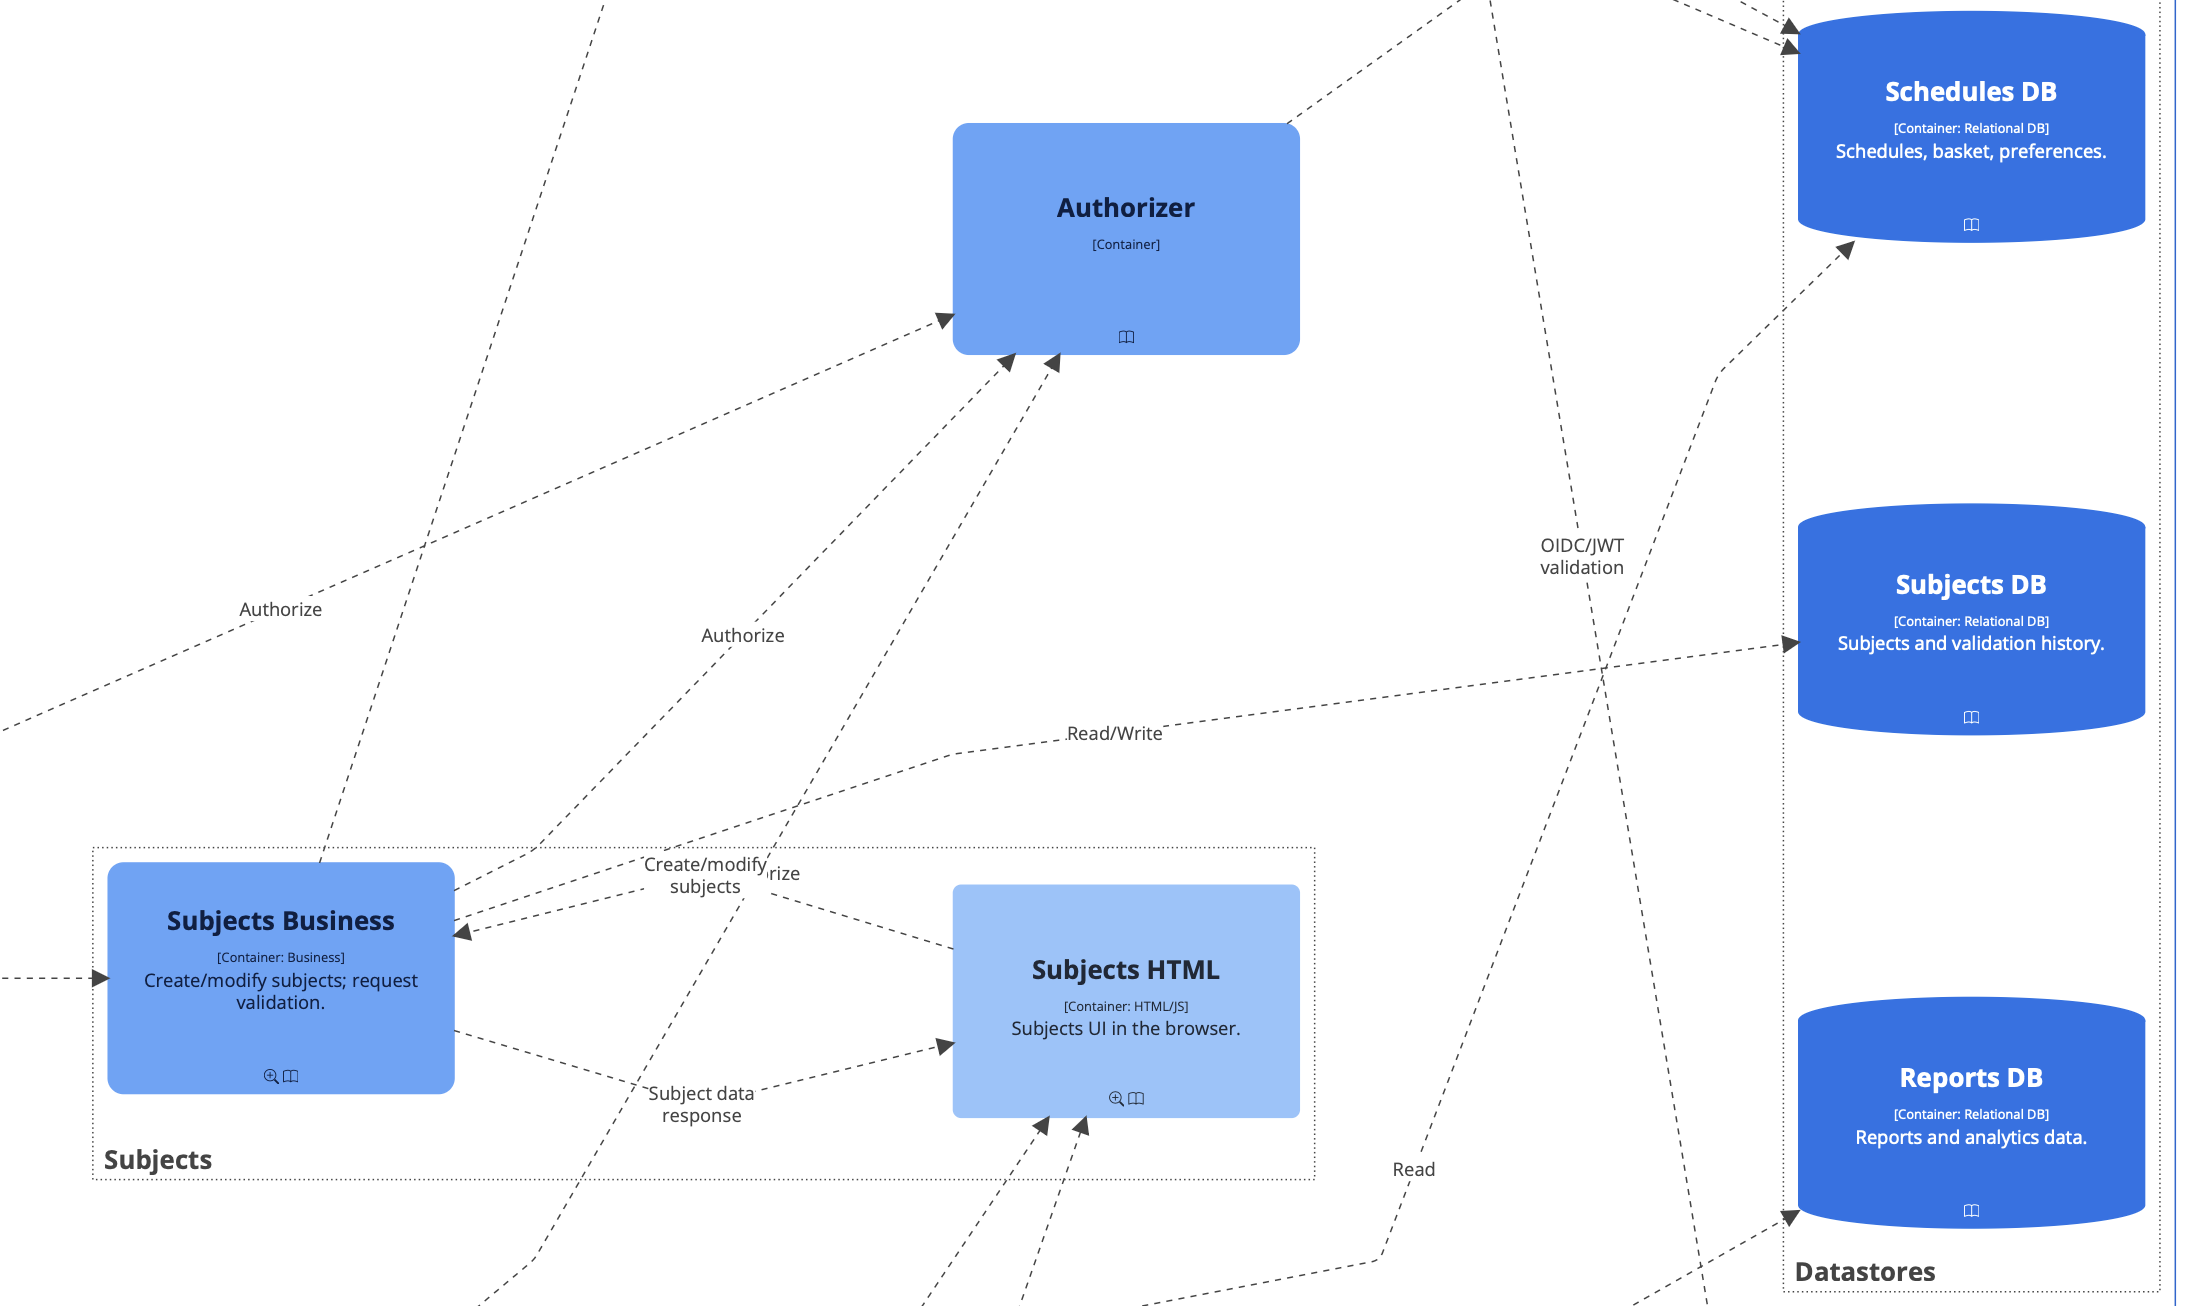 Schedules DB
[Container: Relational DB]
Schedules, basket, preferences.
Authorizer
[Container]
OIDC/JWT
validation
Subjects DB
[Container: Relational DB]
Subjects and validation history.
Authorize
Authorize
Read/Write
Create/modify
subjects
rize
Subjects Business
[Container: Business]
Create/modify subjects; request
validation.
Subjects HTML
[Container: HTML/JS]
Subjects UI in the browser.
Subject data
response
Subjects
Reports DB
[Container: Relational DB]
Reports and analytics data.
Read
Datastores